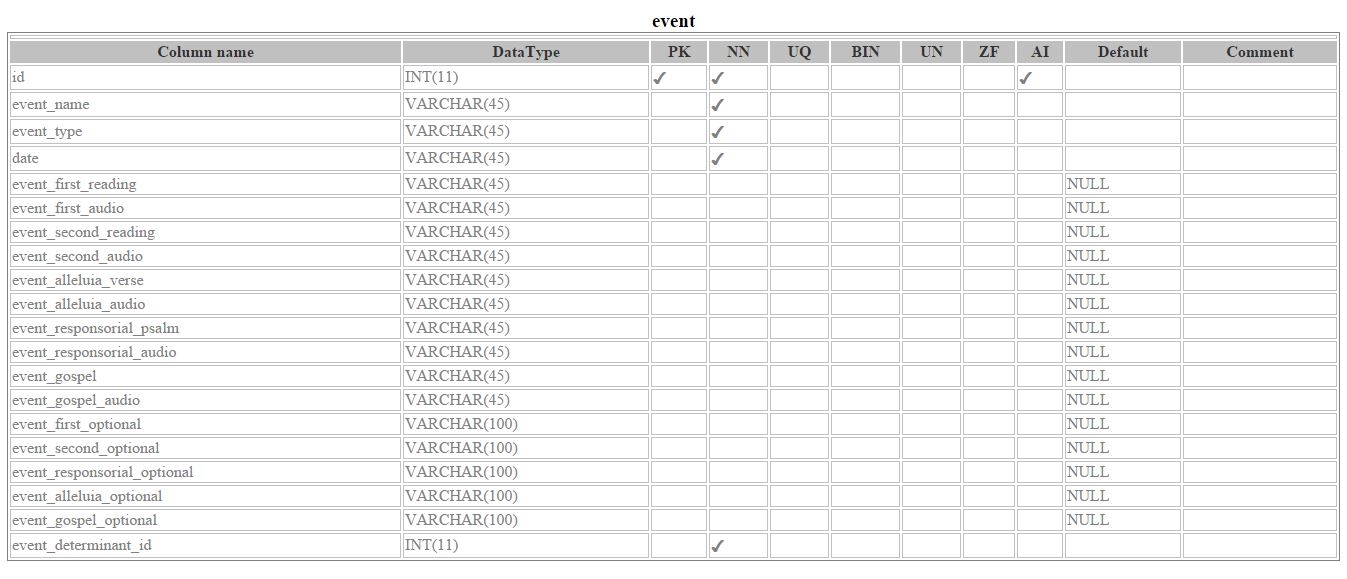 event
Column name DataType PK NN UQ BIN UN ZF AI Default Comment
id INT(11) ✓ ✓ ✓
event_name VARCHAR(45) ✓
event_type VARCHAR(45) ✓
date VARCHAR(45) ✓
event_first_reading VARCHAR(45) NULL
event_first_audio VARCHAR(45) NULL
event_second_reading VARCHAR(45) NULL
event_second_audio VARCHAR(45) NULL
event_alleluia_verse VARCHAR(45) NULL
event_alleluia_audio VARCHAR(45) NULL
event_responsorial_psalm VARCHAR(45) NULL
event_responsorial_audio VARCHAR(45) NULL
event_gospel VARCHAR(45) NULL
event_gospel_audio VARCHAR(45) NULL
event_first_optional VARCHAR(100) NULL
event_second_optional VARCHAR(100) NULL
event_responsorial_optional VARCHAR(100) NULL
event_alleluia_optional VARCHAR(100) NULL
event_gospel_optional VARCHAR(100) NULL
event_determinant_id INT(11) ✓